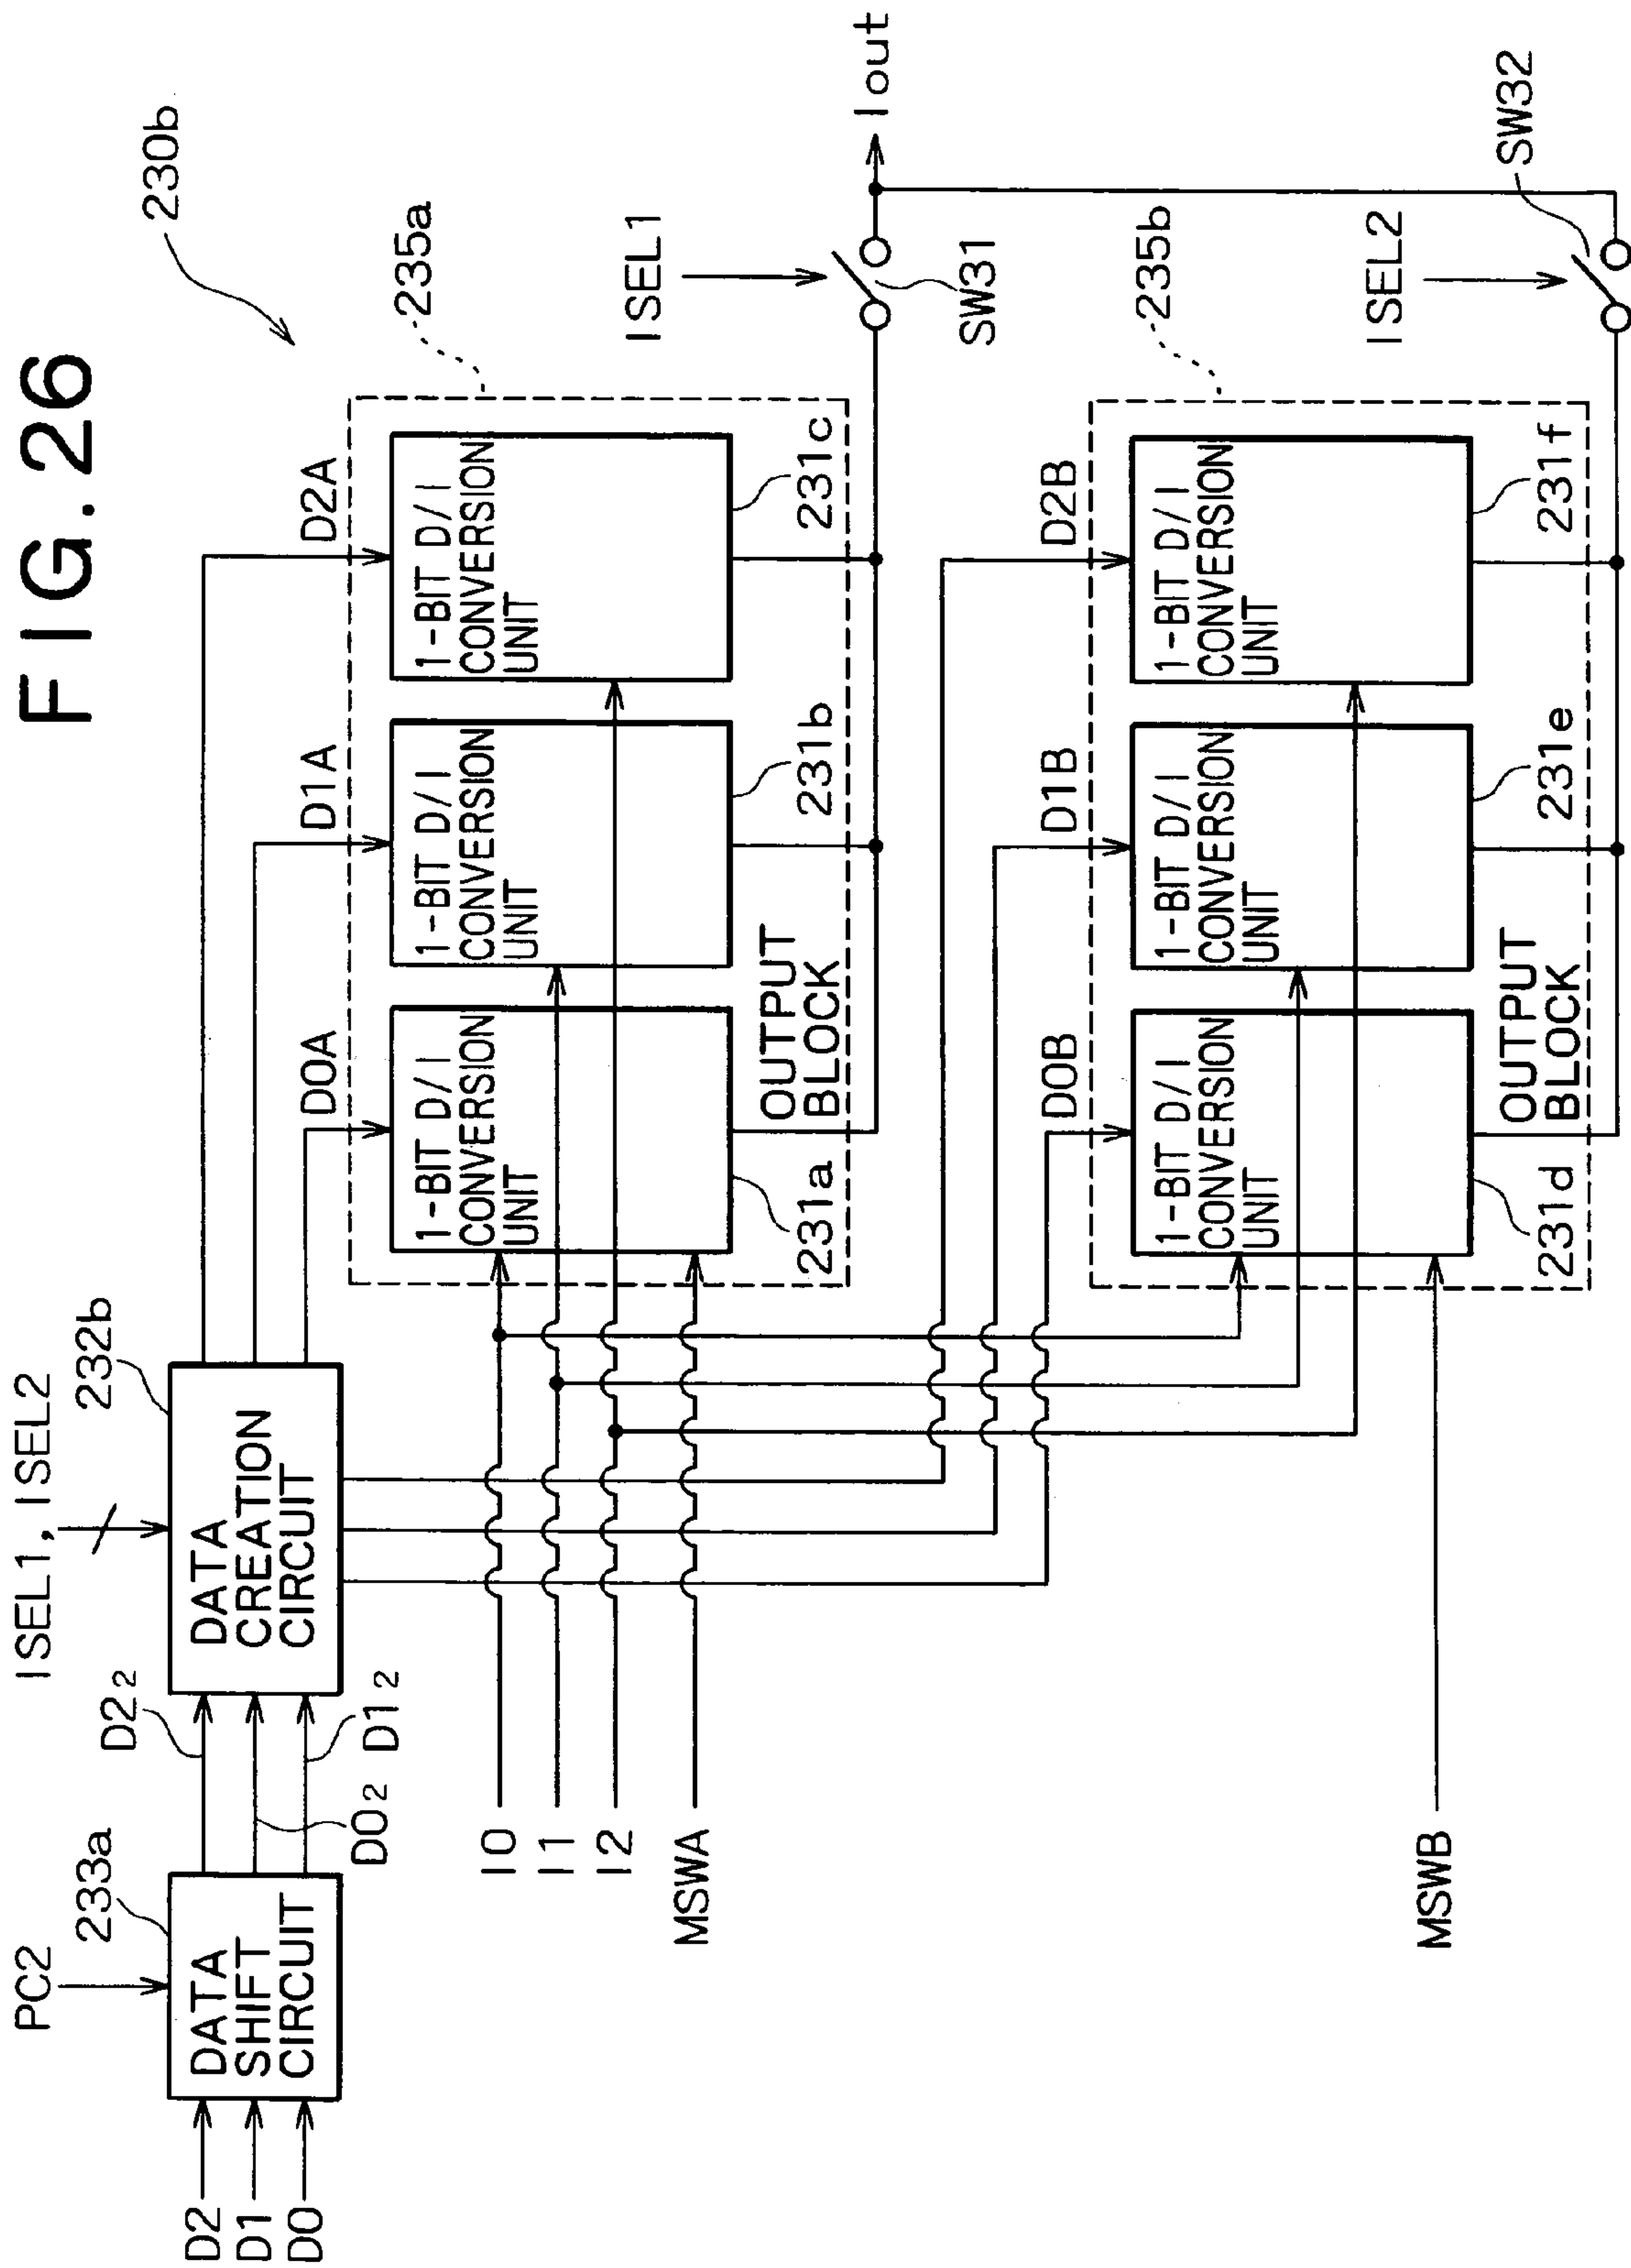 FIG. 26
230b
ISEL1, ISEL2
PC2
233a
232b
D2
D1
D0
DATA
SHIFT
CIRCUIT
D2₂
D0₂
D1₂
DATA
CREATION
CIRCUIT
D0A
D1A
D2A
235a
I0
I1
I2
MSWA
1-BIT D/I
CONVERSION
UNIT
231a
1-BIT D/I
CONVERSION
UNIT
231b
1-BIT D/I
CONVERSION
UNIT
231c
OUTPUT
BLOCK
ISEL1
SW31
Iout
D0B
D1B
D2B
235b
MSWB
1-BIT D/I
CONVERSION
UNIT
231d
1-BIT D/I
CONVERSION
UNIT
231e
1-BIT D/I
CONVERSION
UNIT
231f
OUTPUT
BLOCK
ISEL2
SW32